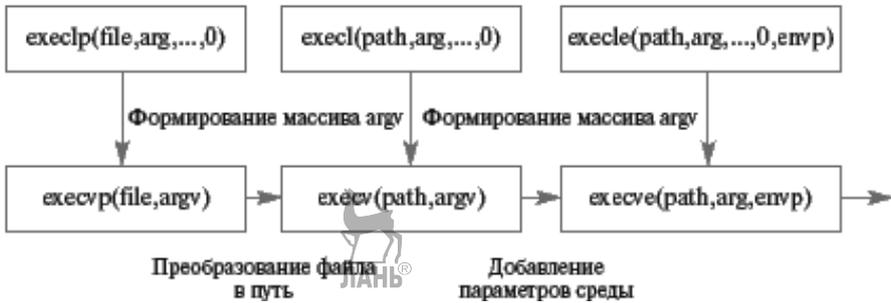 execlp(file,arg,...,0)
execl(path,arg,...,0)
execle(path,arg,...,0,envp)
Формирование массива argv
Формирование массива argv
execvp(file,argv)
execv(path,argv)
execve(path,arg,envp)
Преобразование файла
в путь
Добавление
параметров среды
ЛАНЬ®